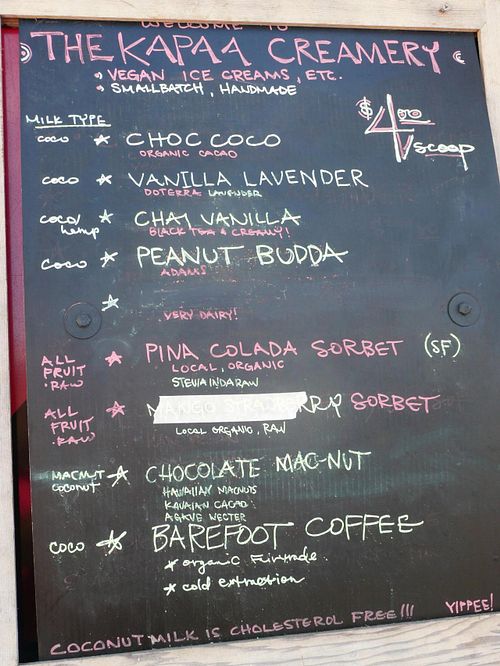 WELCOME TO
THE KAPAA CREAMERY
VEGAN ICE CREAMS, ETC.
SMALLBATCH, HANDMADE
$4.00
SCOOP
MILK TYPE
COCO CHOC COCO
ORGANIC CACAO
COCO VANILLA LAVENDER
DOTERRA LAVENDER
COCO/ CHAI VANILLA
hemp BLACK TEA & CREAMY!
COCO PEANUT BUDDA
ADAMS
VERY DAIRY!
ALL PINA COLADA SORBET (SF)
FRUIT LOCAL, ORGANIC
.RAW STEVIA INDA RAW
ALL MANGO STRAWBERRY SORBET
FRUIT
.RAW LOCAL ORGANIC, RAW
MACNUT CHOCOLATE MAC-NUT
COCONUT HAWAIIAN MACNUTS
KAUAIAN CACAO
AGAVE NECTER
COCO BAREFOOT COFFEE
organic Fairtrade
cold extraction
YIPPEE!
COCONUT MILK IS CHOLESTEROL FREE!!!